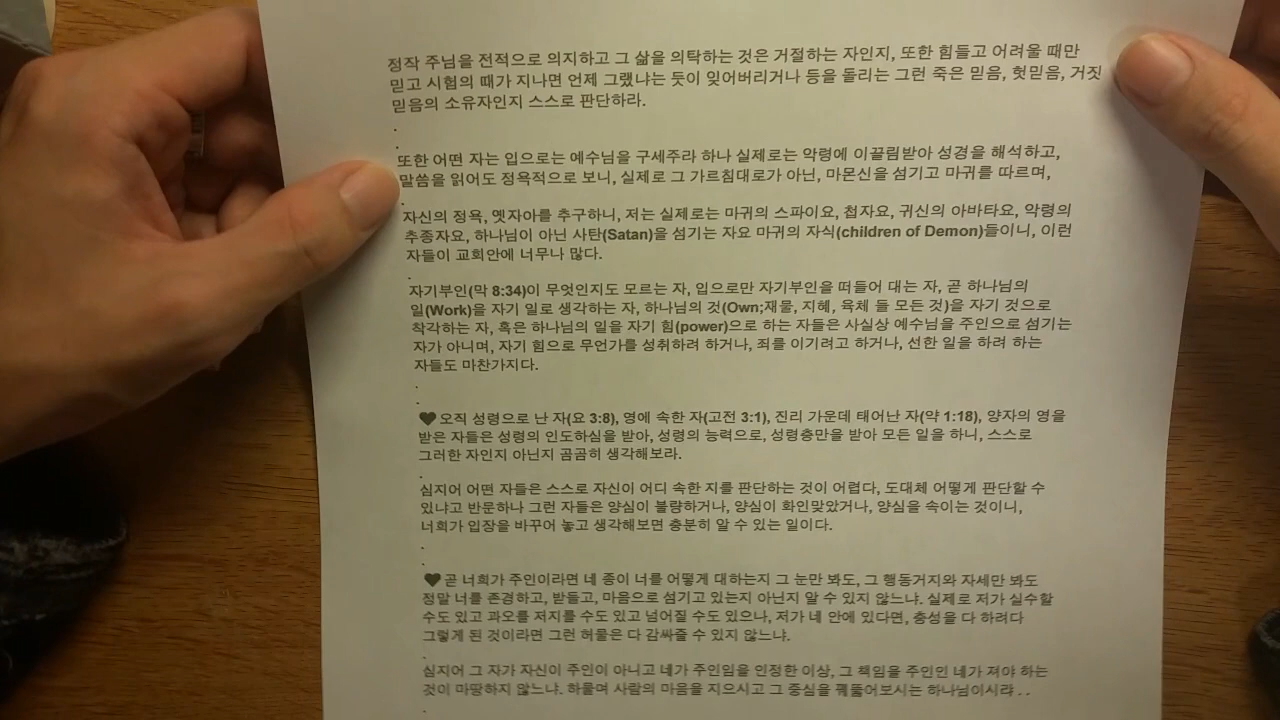 정작 주님을 전적으로 의지하고 그 삶을 의탁하는 것은 거절하는 자인지, 또한 힘들고 어려울 때만
믿고 시험의 때가 지나면 언제 그랬냐는 듯이 잊어버리거나 등을 돌리는 그런 죽은 믿음, 헛믿음, 거짓
믿음의 소유자인지 스스로 판단하라.
.
.
또한 어떤 자는 입으로는 예수님을 구세주라 하나 실제로는 악령에 이끌림받아 성경을 해석하고,
말씀을 읽어도 정욕적으로 보니, 실제로 그 가르침대로가 아닌, 마몬신을 섬기고 마귀를 따르며,
.
자신의 정욕, 옛자아를 추구하니, 저는 실제로는 마귀의 스파이요, 첩자요, 귀신의 아바타요, 악령의
추종자요, 하나님이 아닌 사탄(Satan)을 섬기는 자요 마귀의 자식(children of Demon)들이니, 이런
자들이 교회안에 너무나 많다.
.
자기부인(막 8:34)이 무엇인지도 모르는 자, 입으로만 자기부인을 떠들어 대는 자, 곧 하나님의
일(Work)을 자기 일로 생각하는 자, 하나님의 것(Own;재물, 지혜, 육체 들 모든 것)을 자기 것으로
착각하는 자, 혹은 하나님의 일을 자기 힘(power)으로 하는 자들은 사실상 예수님을 주인으로 섬기는
자가 아니며, 자기 힘으로 무언가를 성취하려 하거나, 죄를 이기려고 하거나, 선한 일을 하려 하는
자들도 마찬가지다.
.
.
♥오직 성령으로 난 자(요 3:8), 영에 속한 자(고전 3:1), 진리 가운데 태어난 자(약 1:18), 양자의 영을
받은 자들은 성령의 인도하심을 받아, 성령의 능력으로, 성령충만을 받아 모든 일을 하니, 스스로
그러한 자인지 아닌지 곰곰히 생각해보라.
.
심지어 어떤 자들은 스스로 자신이 어디 속한 지를 판단하는 것이 어렵다, 도대체 어떻게 판단할 수
있냐고 반문하나 그런 자들은 양심이 불량하거나, 양심이 화인맞았거나, 양심을 속이는 것이니,
너희가 입장을 바꾸어 놓고 생각해보면 충분히 알 수 있는 일이다.
.
.
♥곧 너희가 주인이라면 네 종이 너를 어떻게 대하는지 그 눈만 봐도, 그 행동거지와 자세만 봐도
정말 너를 존경하고, 받들고, 마음으로 섬기고 있는지 아닌지 알 수 있지 않느냐. 실제로 저가 실수할
수도 있고 과오를 저지를 수도 있고 넘어질 수도 있으나, 저가 네 안에 있다면, 충성을 다 하려다
그렇게 된 것이라면 그런 허물은 다 감싸줄 수 있지 않느냐.
.
심지어 그 자가 자신이 주인이 아니고 네가 주인임을 인정한 이상, 그 책임을 주인인 네가 져야 하는
것이 마땅하지 않느냐. 하물며 사람의 마음을 지으시고 그 중심을 꿰뚫어보시는 하나님이시랴 . .
.